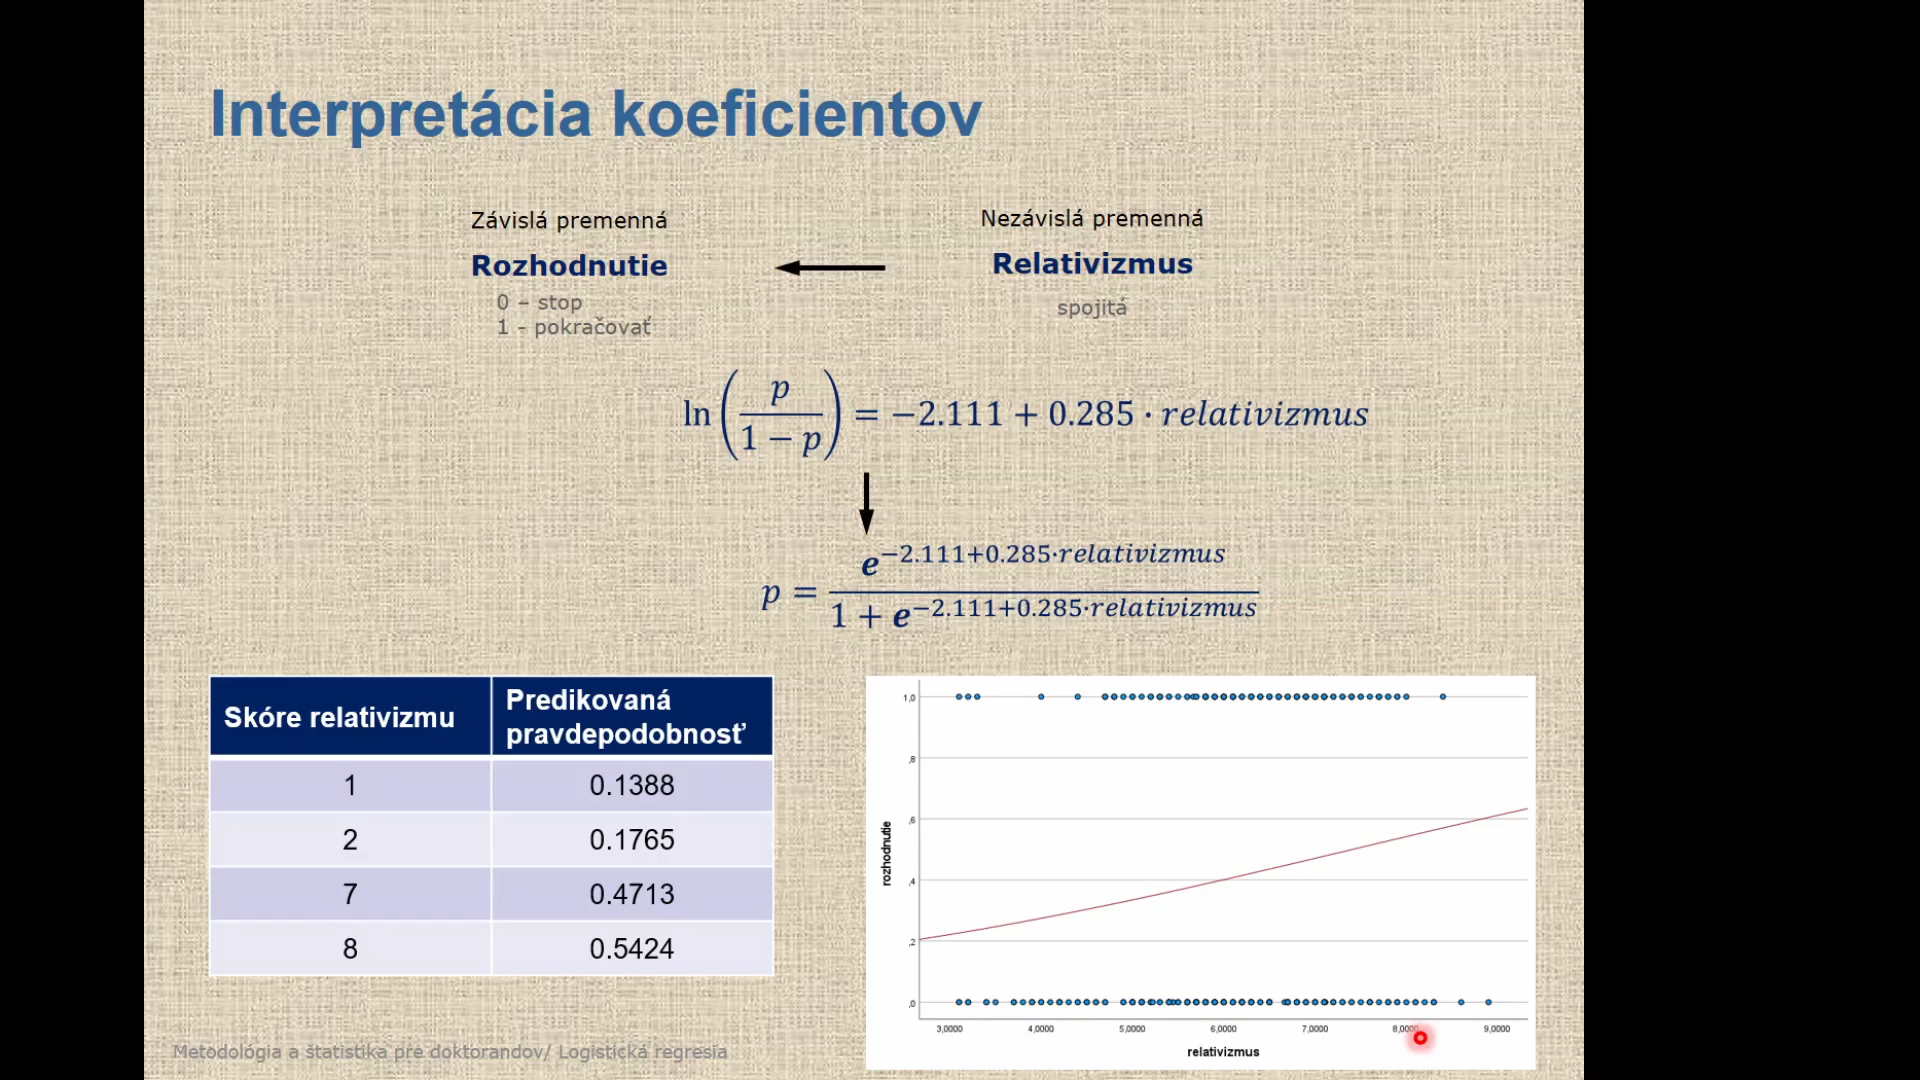 Interpretácia koeficientov
Závislá premenná
Nezávislá premenná
Rozhodnutie
Relativizmus
0 – stop
1 - pokračovať
spojitá
ln(p/(1 − p)) = −2.111 + 0.285 · relativizmus
p = e^(−2.111+0.285·relativizmus) / (1 + e^(−2.111+0.285·relativizmus))
Skóre relativizmu
Predikovaná
pravdepodobnosť
1 0.1388
2 0.1765
7 0.4713
8 0.5424
1,0
,8
,6
,4
,2
,0
rozhodnutie
3,0000 4,0000 5,0000 6,0000 7,0000 8,0000 9,0000
relativizmus
Metodológia a štatistika pre doktorandov/ Logistická regresia